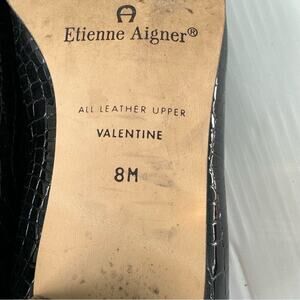 Etienne Aigner®
ALL LEATHER UPPER
VALENTINE
8M